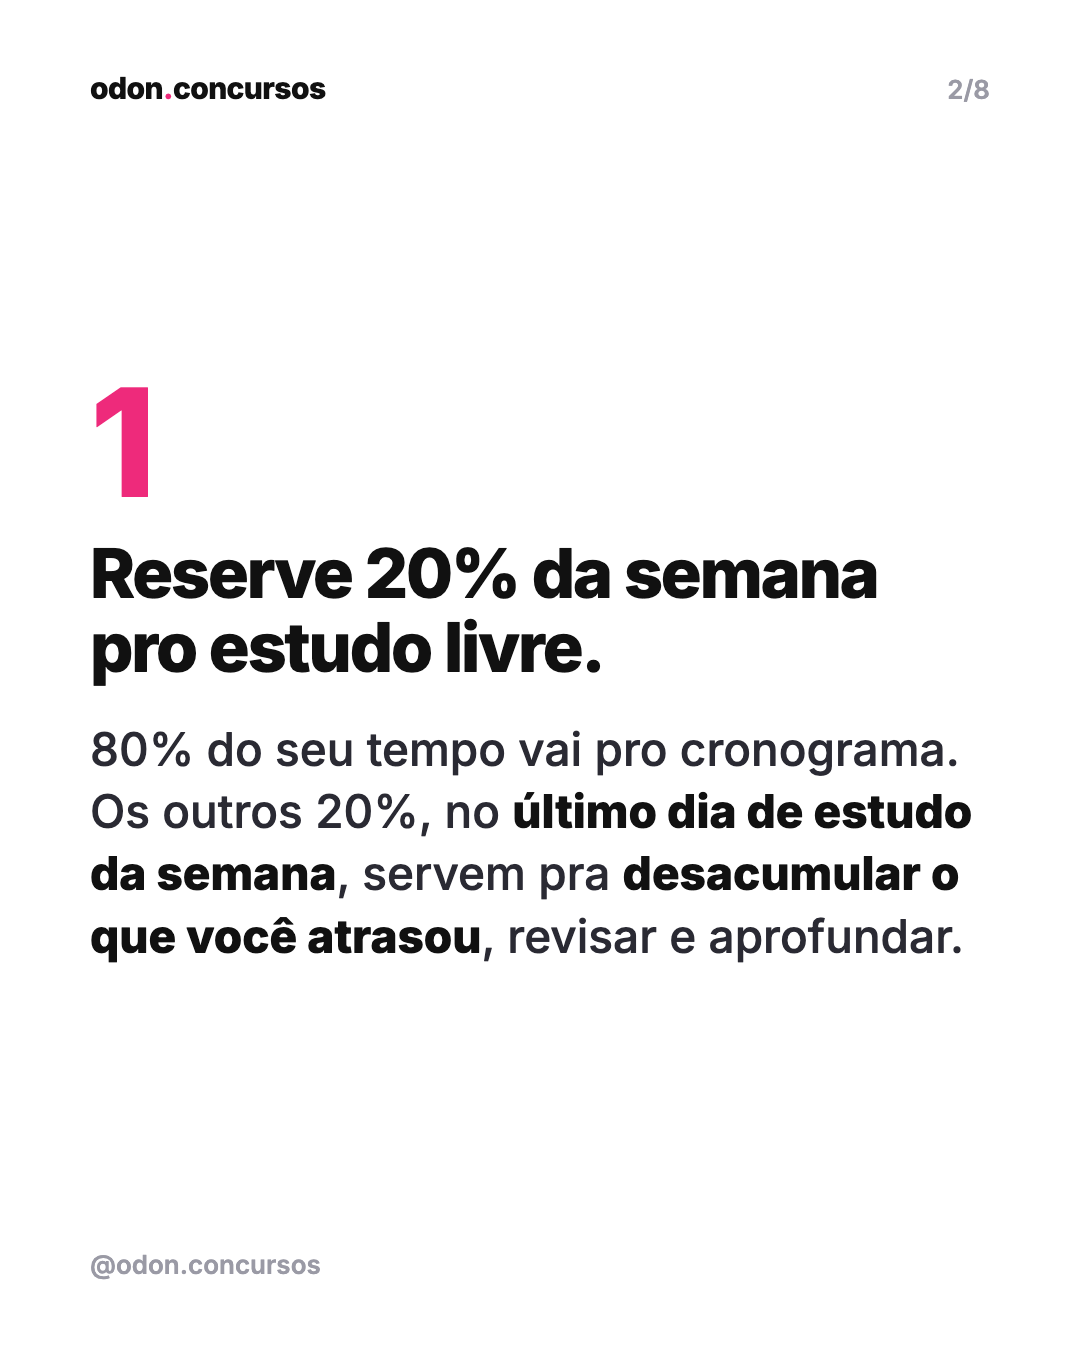 odon.concursos
2/8
1
Reserve 20% da semana
pro estudo livre.
80% do seu tempo vai pro cronograma.
Os outros 20%, no último dia de estudo
da semana, servem pra desacumular o
que você atrasou, revisar e aprofundar.
@odon.concursos